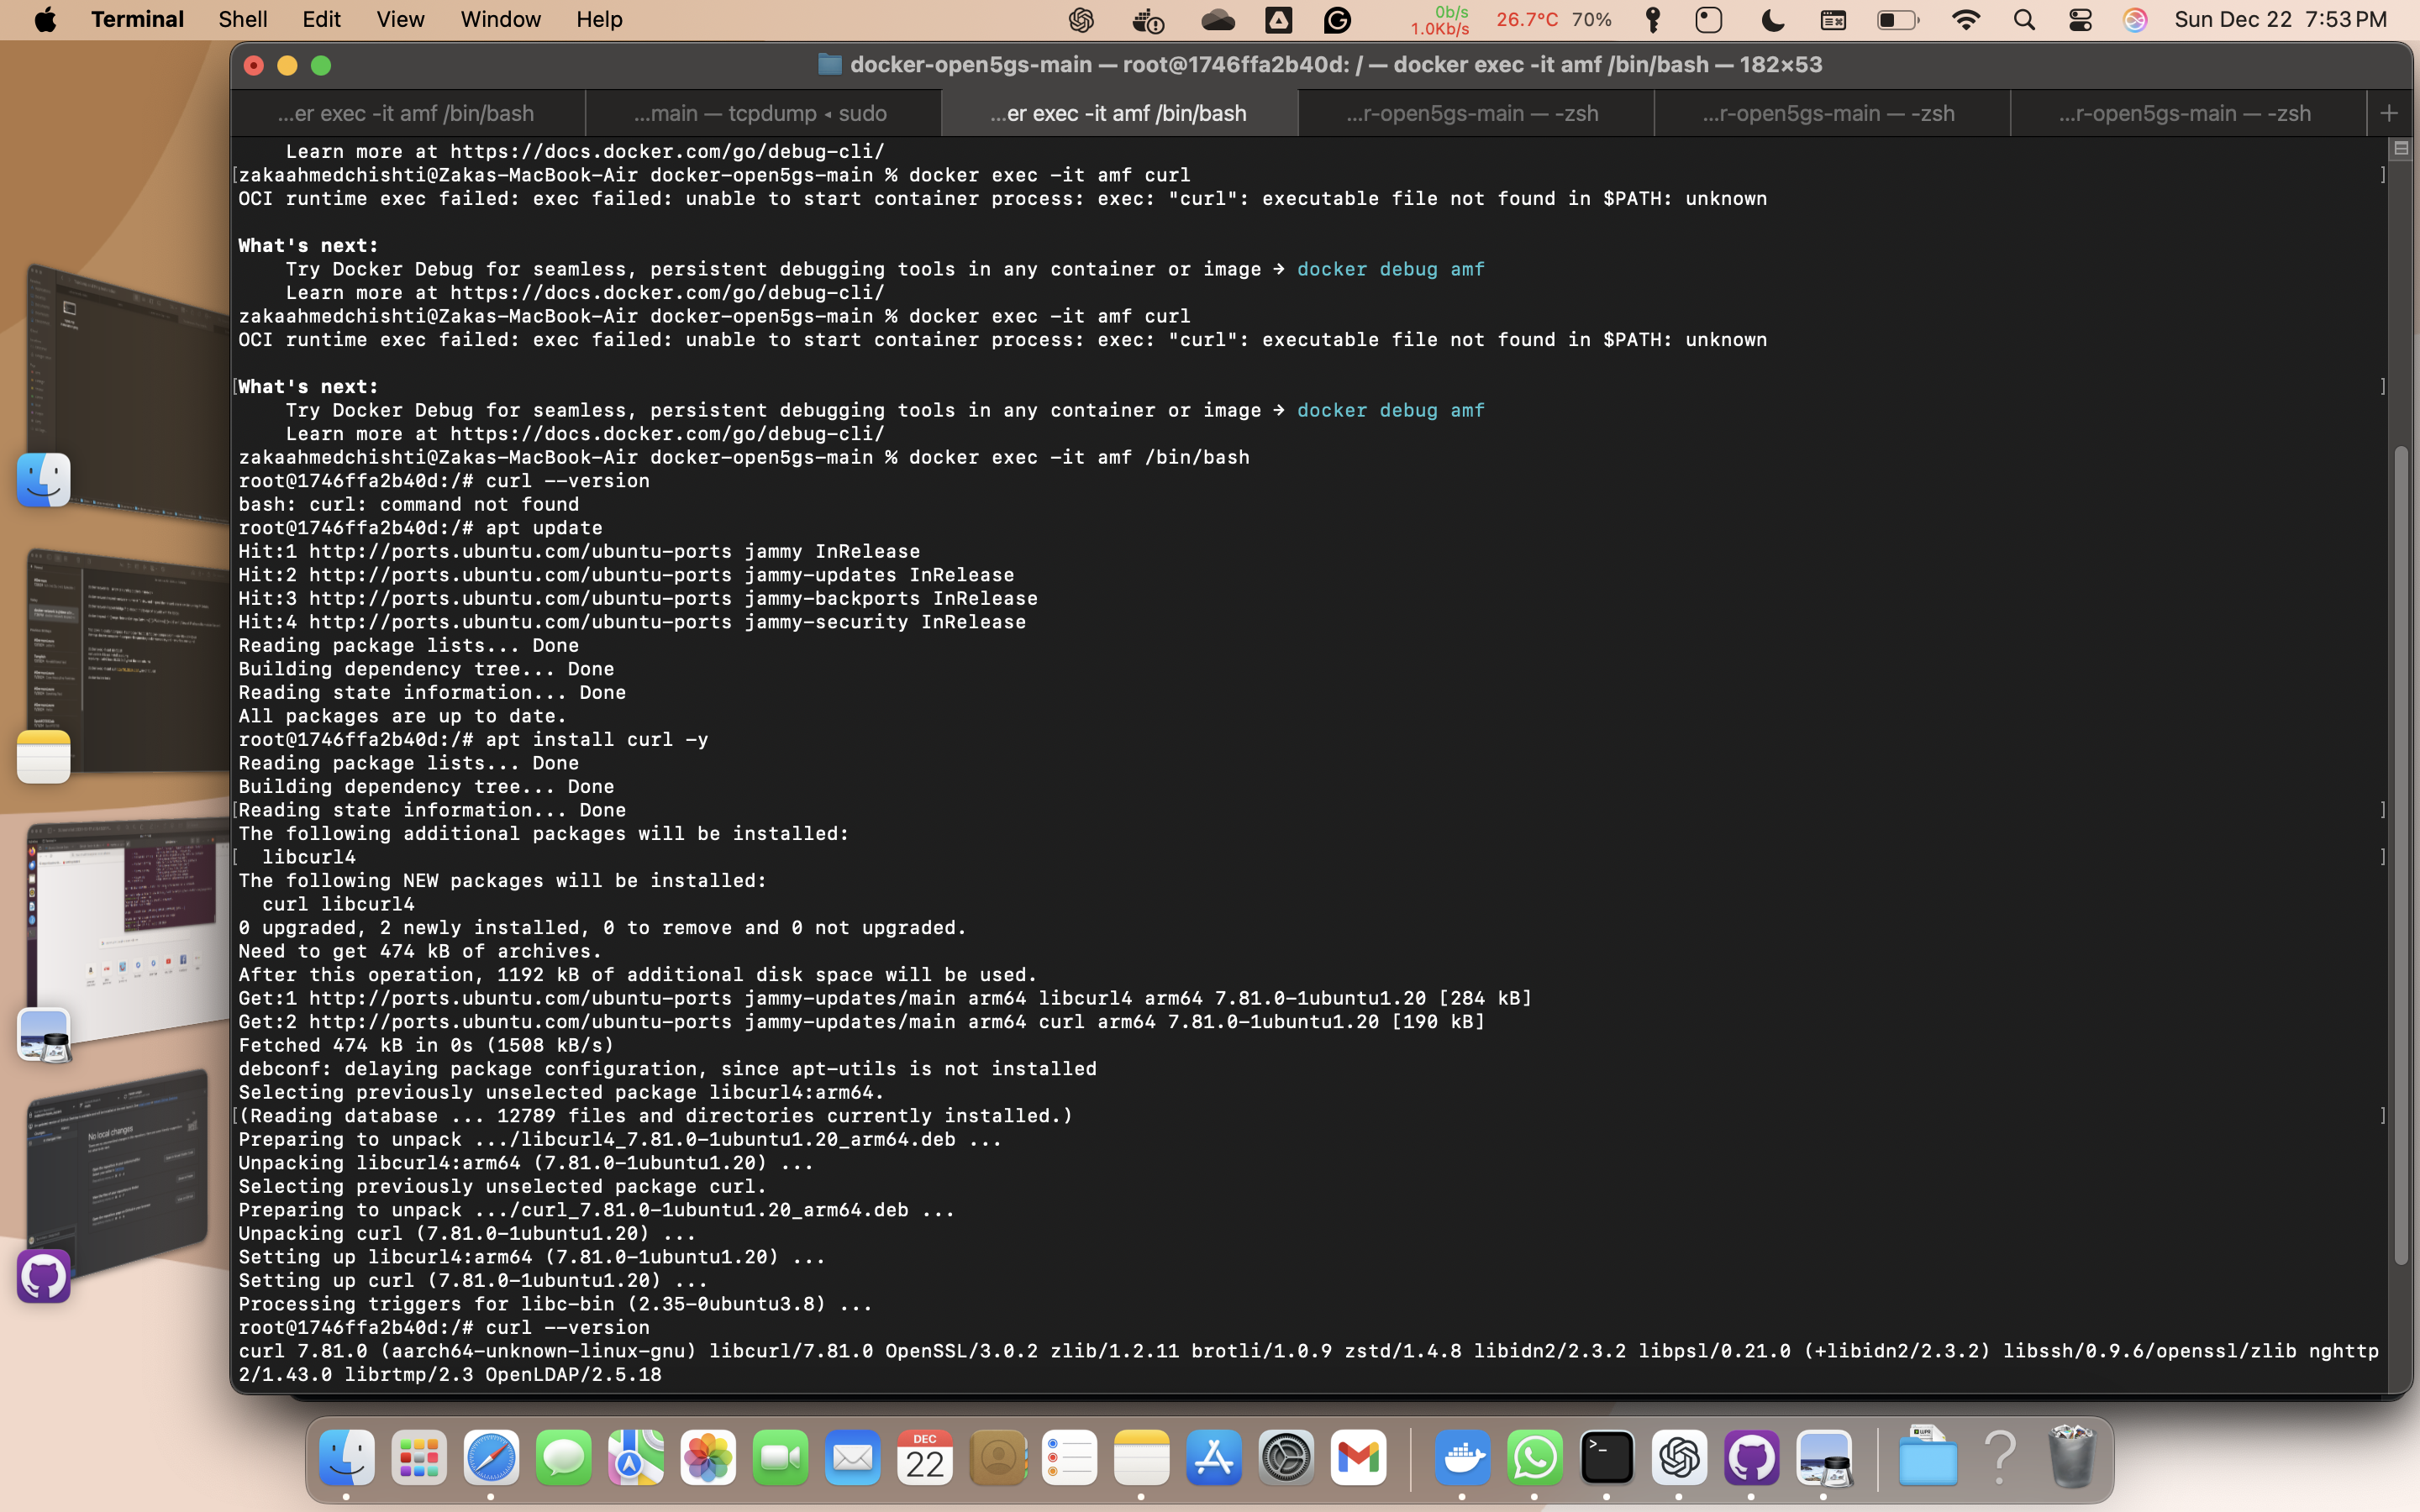 Terminal Shell Edit View Window Help
0b/s
1.0Kb/s
26.7°C 70%
Sun Dec 22 7:53 PM
docker-open5gs-main — root@1746ffa2b40d: / — docker exec -it amf /bin/bash — 182×53
...er exec -it amf /bin/bash
...main — tcpdump ◂ sudo
...er exec -it amf /bin/bash
...r-open5gs-main — -zsh
...r-open5gs-main — -zsh
...r-open5gs-main — -zsh
Learn more at https://docs.docker.com/go/debug-cli/
[zakaahmedchishti@Zakas-MacBook-Air docker-open5gs-main % docker exec -it amf curl ]
OCI runtime exec failed: exec failed: unable to start container process: exec: "curl": executable file not found in $PATH: unknown
What's next:
Try Docker Debug for seamless, persistent debugging tools in any container or image → docker debug amf
Learn more at https://docs.docker.com/go/debug-cli/
zakaahmedchishti@Zakas-MacBook-Air docker-open5gs-main % docker exec -it amf curl
OCI runtime exec failed: exec failed: unable to start container process: exec: "curl": executable file not found in $PATH: unknown
[What's next: ]
Try Docker Debug for seamless, persistent debugging tools in any container or image → docker debug amf
Learn more at https://docs.docker.com/go/debug-cli/
zakaahmedchishti@Zakas-MacBook-Air docker-open5gs-main % docker exec -it amf /bin/bash
root@1746ffa2b40d:/# curl --version
bash: curl: command not found
root@1746ffa2b40d:/# apt update
Hit:1 http://ports.ubuntu.com/ubuntu-ports jammy InRelease
Hit:2 http://ports.ubuntu.com/ubuntu-ports jammy-updates InRelease
Hit:3 http://ports.ubuntu.com/ubuntu-ports jammy-backports InRelease
Hit:4 http://ports.ubuntu.com/ubuntu-ports jammy-security InRelease
Reading package lists... Done
Building dependency tree... Done
Reading state information... Done
All packages are up to date.
root@1746ffa2b40d:/# apt install curl -y
Reading package lists... Done
Building dependency tree... Done
[Reading state information... Done ]
The following additional packages will be installed:
[ libcurl4 ]
The following NEW packages will be installed:
curl libcurl4
0 upgraded, 2 newly installed, 0 to remove and 0 not upgraded.
Need to get 474 kB of archives.
After this operation, 1192 kB of additional disk space will be used.
Get:1 http://ports.ubuntu.com/ubuntu-ports jammy-updates/main arm64 libcurl4 arm64 7.81.0-1ubuntu1.20 [284 kB]
Get:2 http://ports.ubuntu.com/ubuntu-ports jammy-updates/main arm64 curl arm64 7.81.0-1ubuntu1.20 [190 kB]
Fetched 474 kB in 0s (1508 kB/s)
debconf: delaying package configuration, since apt-utils is not installed
Selecting previously unselected package libcurl4:arm64.
[(Reading database ... 12789 files and directories currently installed.) ]
Preparing to unpack .../libcurl4_7.81.0-1ubuntu1.20_arm64.deb ...
Unpacking libcurl4:arm64 (7.81.0-1ubuntu1.20) ...
Selecting previously unselected package curl.
Preparing to unpack .../curl_7.81.0-1ubuntu1.20_arm64.deb ...
Unpacking curl (7.81.0-1ubuntu1.20) ...
Setting up libcurl4:arm64 (7.81.0-1ubuntu1.20) ...
Setting up curl (7.81.0-1ubuntu1.20) ...
Processing triggers for libc-bin (2.35-0ubuntu3.8) ...
root@1746ffa2b40d:/# curl --version
curl 7.81.0 (aarch64-unknown-linux-gnu) libcurl/7.81.0 OpenSSL/3.0.2 zlib/1.2.11 brotli/1.0.9 zstd/1.4.8 libidn2/2.3.2 libpsl/0.21.0 (+libidn2/2.3.2) libssh/0.9.6/openssl/zlib nghttp
2/1.43.0 librtmp/2.3 OpenLDAP/2.5.18
No local changes
DEC
22